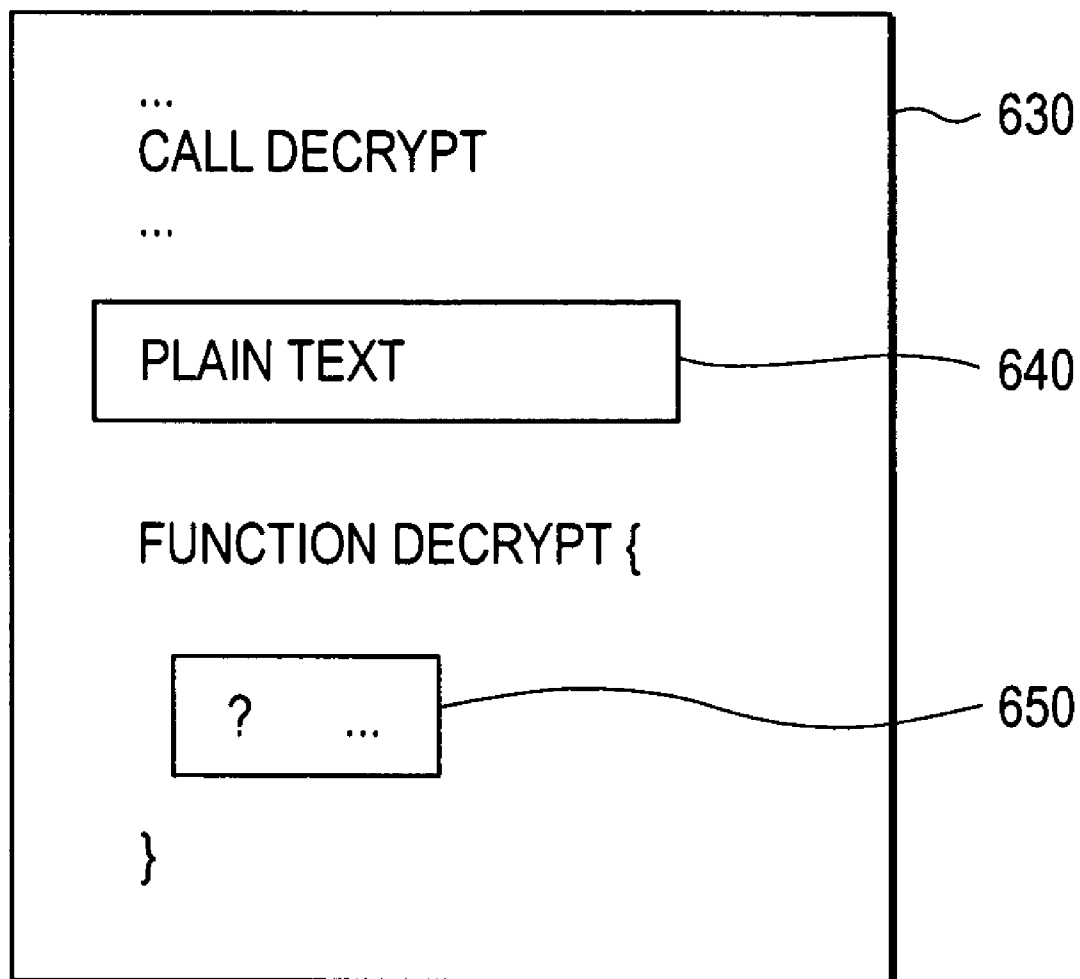 ...
CALL DECRYPT
...
630
PLAIN TEXT
640
FUNCTION DECRYPT {
? ...
650
}